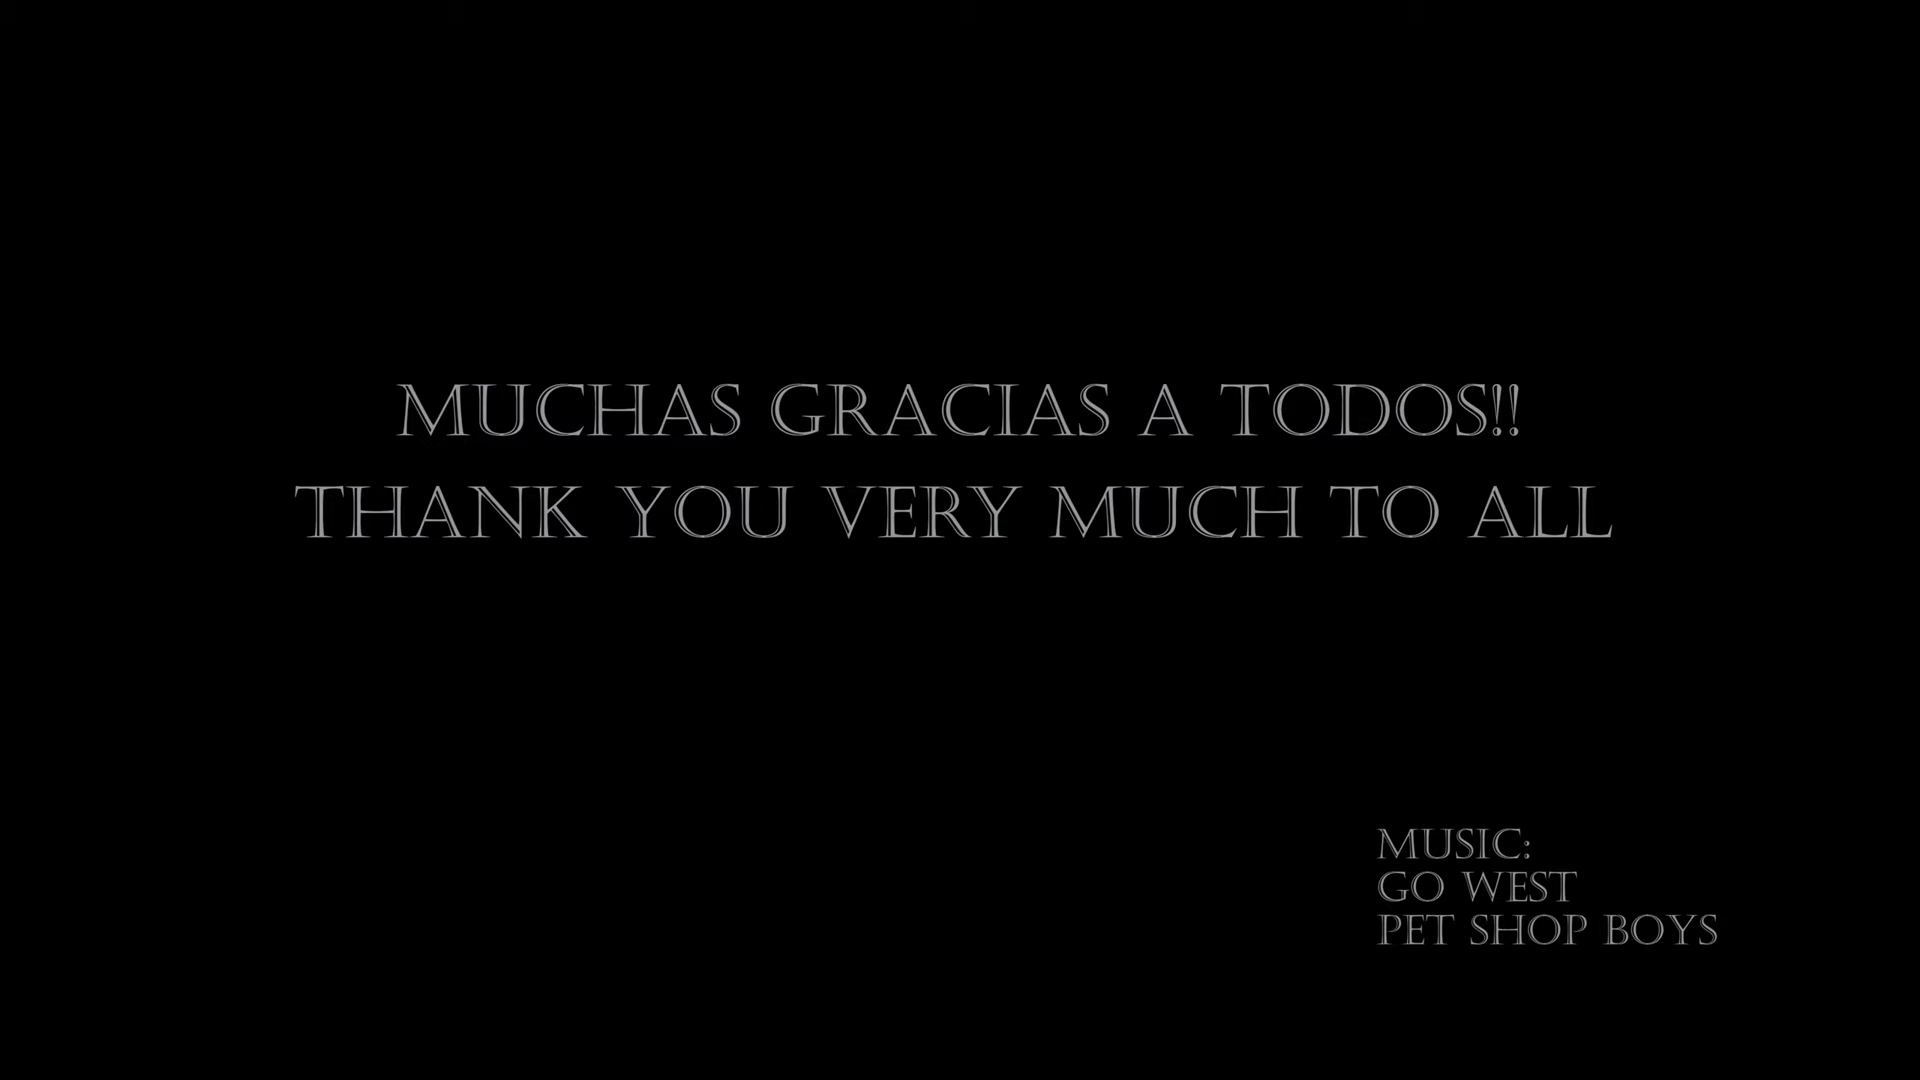 MUCHAS GRACIAS A TODOS!!
THANK YOU VERY MUCH TO ALL
MUSIC:
GO WEST
PET SHOP BOYS